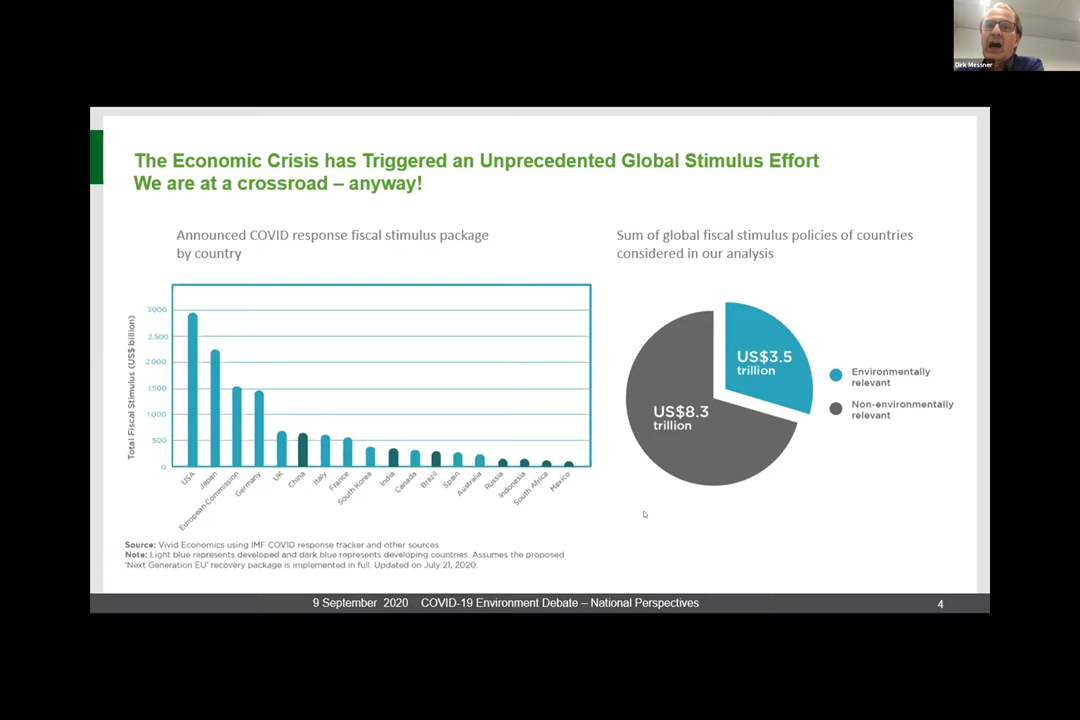 Dirk Messner
The Economic Crisis has Triggered an Unprecedented Global Stimulus Effort
We are at a crossroad – anyway!
Announced COVID response fiscal stimulus package
by country
Total Fiscal Stimulus (US$ billion)
3000
2,500
2 000
1500
1 000
500
0
USA
Japan
European Commission
Germany
UK
China
Italy
France
South Korea
India
Canada
Brazil
Spain
Australia
Russia
Indonesia
South Africa
Mexico
Sum of global fiscal stimulus policies of countries
considered in our analysis
US$3.5
trillion
US$8.3
trillion
Environmentally
relevant
Non-environmentally
relevant
Source: Vivid Economics using IMF COVID response tracker and other sources.
Note: Light blue represents developed and dark blue represents developing countries. Assumes the proposed
'Next Generation EU' recovery package is implemented in full. Updated on July 21, 2020.
9 September 2020 COVID-19 Environment Debate – National Perspectives
4